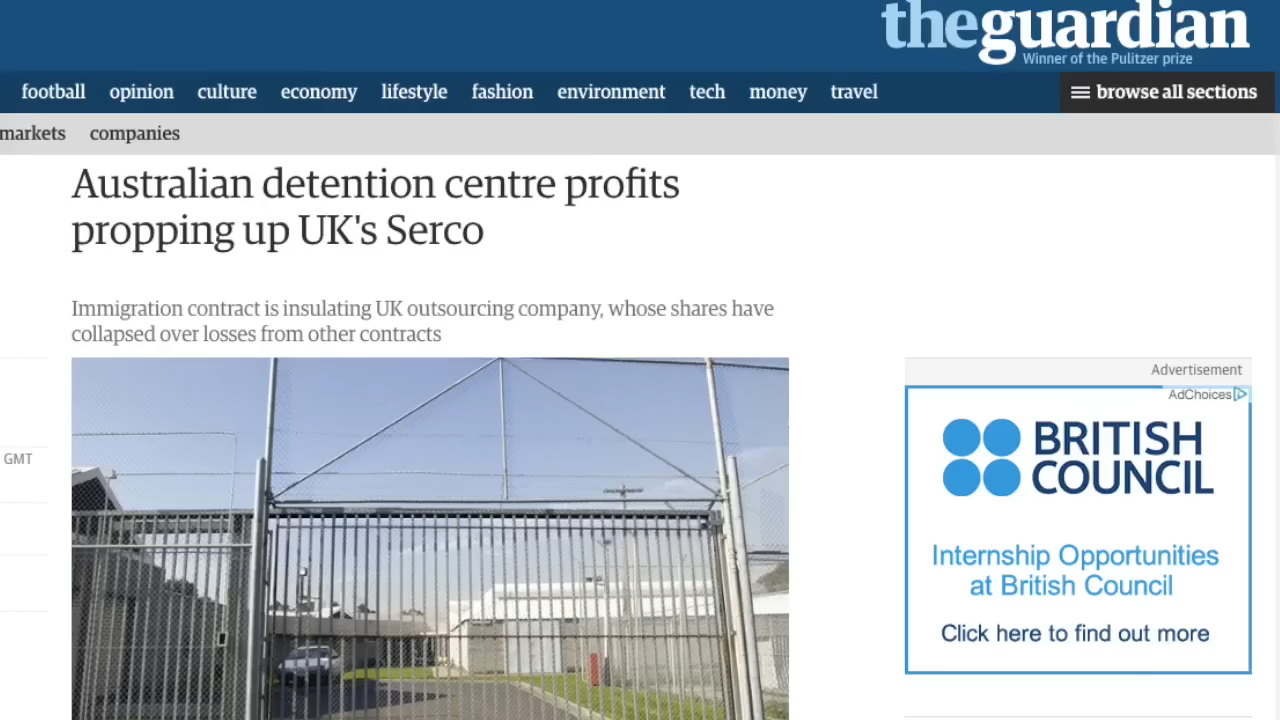 theguardian
Winner of the Pulitzer prize
football opinion culture economy lifestyle fashion environment tech money travel browse all sections
markets companies
Australian detention centre profits
propping up UK's Serco
Immigration contract is insulating UK outsourcing company, whose shares have
collapsed over losses from other contracts
Advertisement
AdChoices
GMT
BRITISH
COUNCIL
Internship Opportunities
at British Council
Click here to find out more